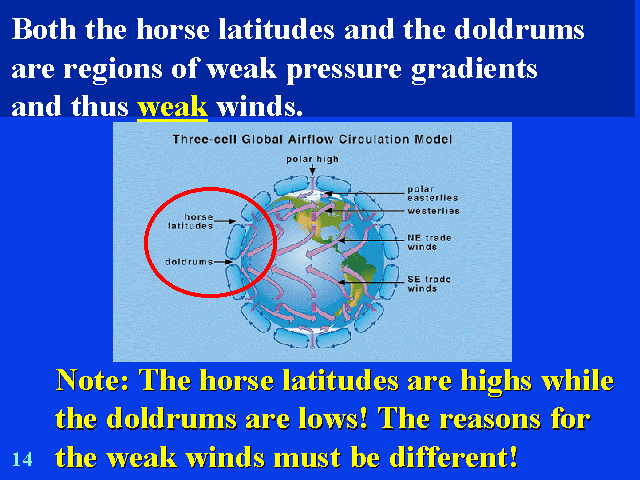 Both the horse latitudes and the doldrums
are regions of weak pressure gradients
and thus weak winds.
Three-cell Global Airflow Circulation Model
polar high
polar
easterlies
westerlies
horse
latitudes
NE trade
winds
doldrums
SE trade
winds
Note: The horse latitudes are highs while
the doldrums are lows! The reasons for
the weak winds must be different!
14